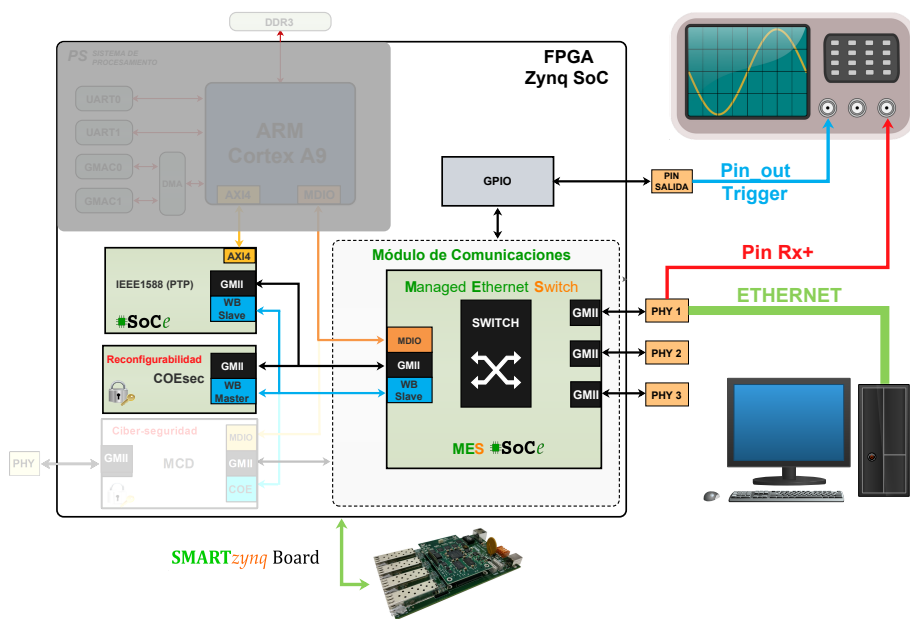 DDR3
PS SISTEMA DE
PROCESAMIENTO
FPGA
Zynq SoC
UART0
UART1
GMAC0
GMAC1
DMA
ARM
Cortex A9
AXI4
MDIO
GPIO
PIN
SALIDA
Pin_out
Trigger
Pin Rx+
ETHERNET
AXI4
IEEE1588 (PTP)
GMII
WB
Slave
SoCe
Reconfigurabilidad
COEsec
GMII
WB
Master
Ciber-seguridad
MDIO
GMII
MCD
GMII
COE
PHY
Módulo de Comunicaciones
Managed Ethernet Switch
SWITCH
MDIO
GMII
WB
Slave
GMII
GMII
GMII
PHY 1
PHY 2
PHY 3
MES SoCe
SMARTzynq Board